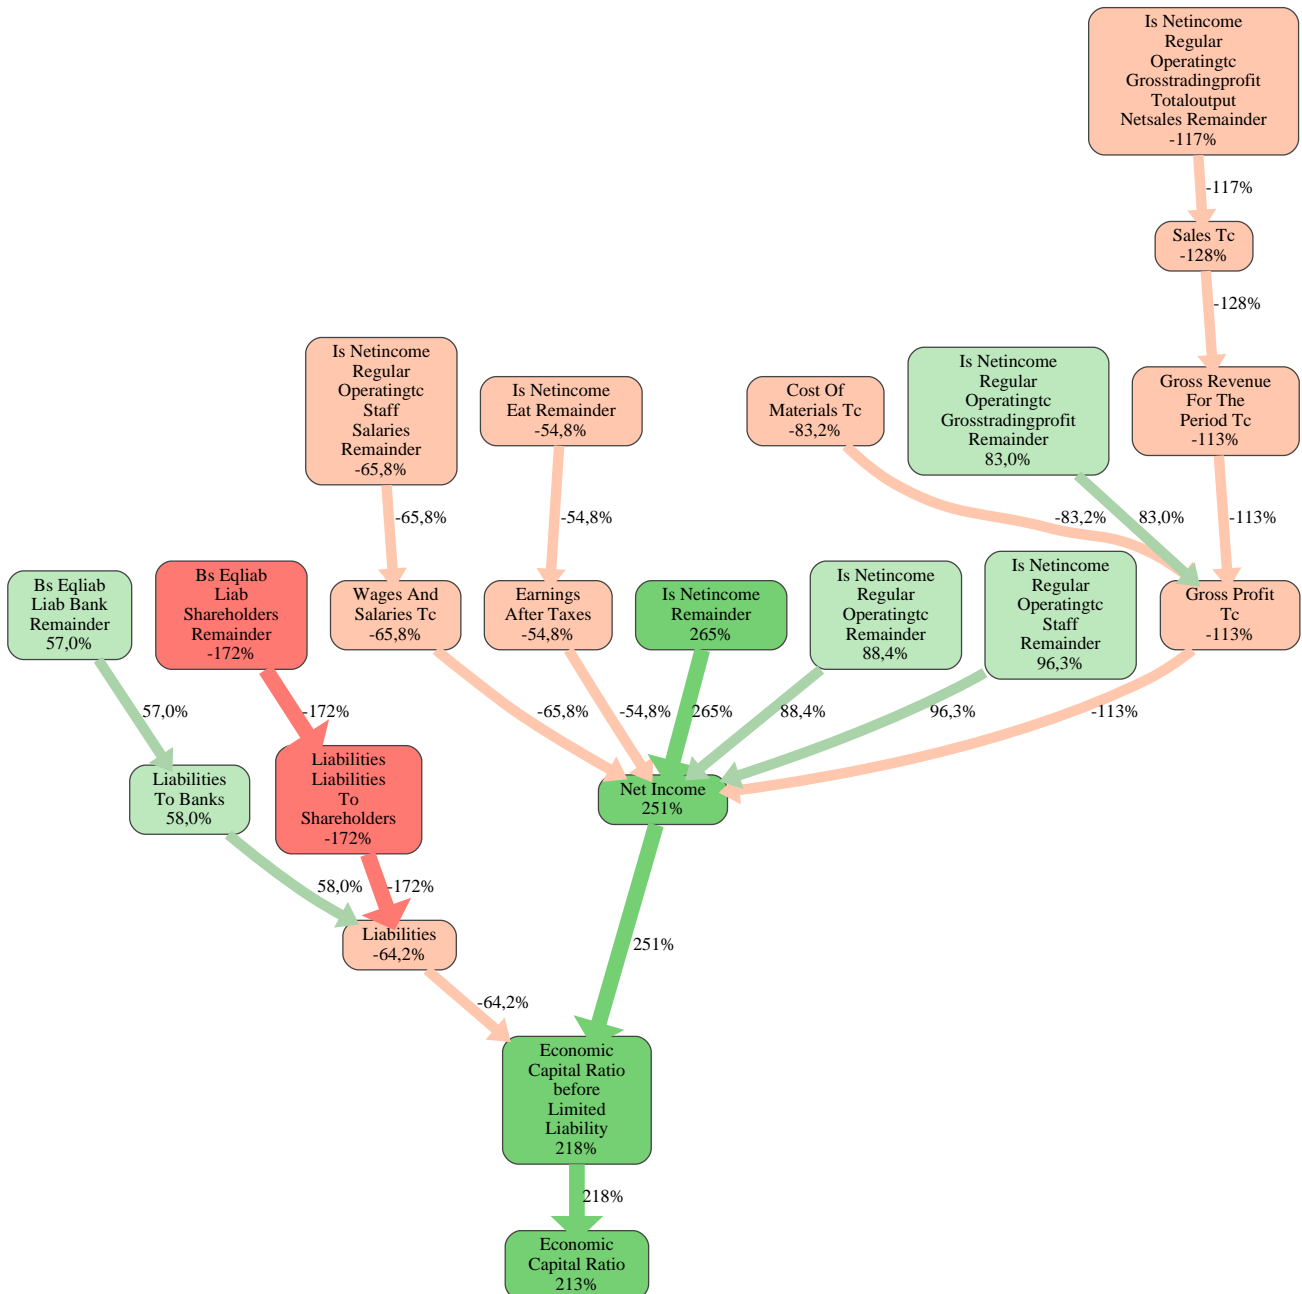 Is Netincome
Regular
Operatingtc
Grosstradingprofit
Totaloutput
Netsales Remainder
-117%
-117%
Sales Tc
-128%
-128%
Is Netincome
Regular
Operatingtc
Staff
Salaries
Remainder
-65,8%
Is Netincome
Eat Remainder
-54,8%
Cost Of
Materials Tc
-83,2%
Is Netincome
Regular
Operatingtc
Grosstradingprofit
Remainder
83,0%
Gross Revenue
For The
Period Tc
-113%
-65,8%
-54,8%
-83,2%
83,0%
-113%
Bs Eqliab
Liab Bank
Remainder
57,0%
Bs Eqliab
Liab
Shareholders
Remainder
-172%
Wages And
Salaries Tc
-65,8%
Earnings
After Taxes
-54,8%
Is Netincome
Remainder
265%
Is Netincome
Regular
Operatingtc
Remainder
88,4%
Is Netincome
Regular
Operatingtc
Staff
Remainder
96,3%
Gross Profit
Tc
-113%
57,0%
-172%
-65,8%
-54,8%
265%
88,4%
96,3%
-113%
Liabilities
To Banks
58,0%
Liabilities
Liabilities
To
Shareholders
-172%
Net Income
251%
58,0%
-172%
Liabilities
-64,2%
251%
-64,2%
Economic
Capital Ratio
before
Limited
Liability
218%
218%
Economic
Capital Ratio
213%